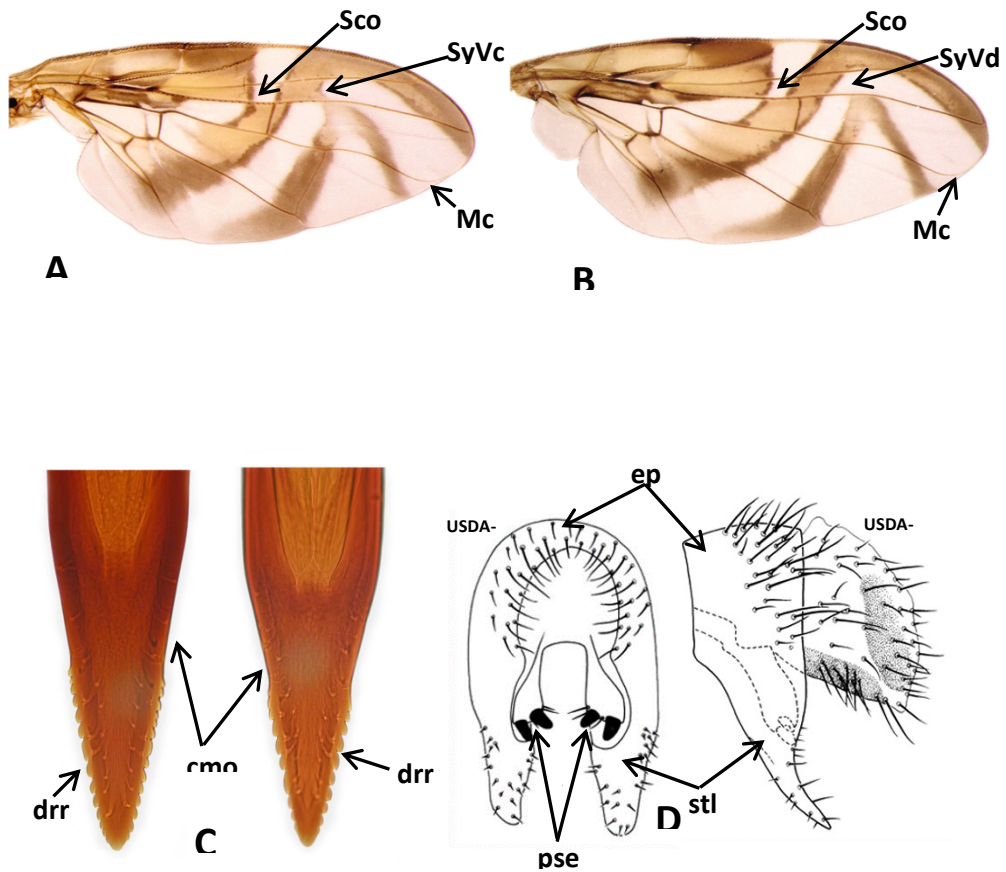 Sco
SyVc
Mc
A
Sco
SyVd
Mc
B
cmo
drr
drr
C
ep
USDA-
USDA-
stl
D
pse